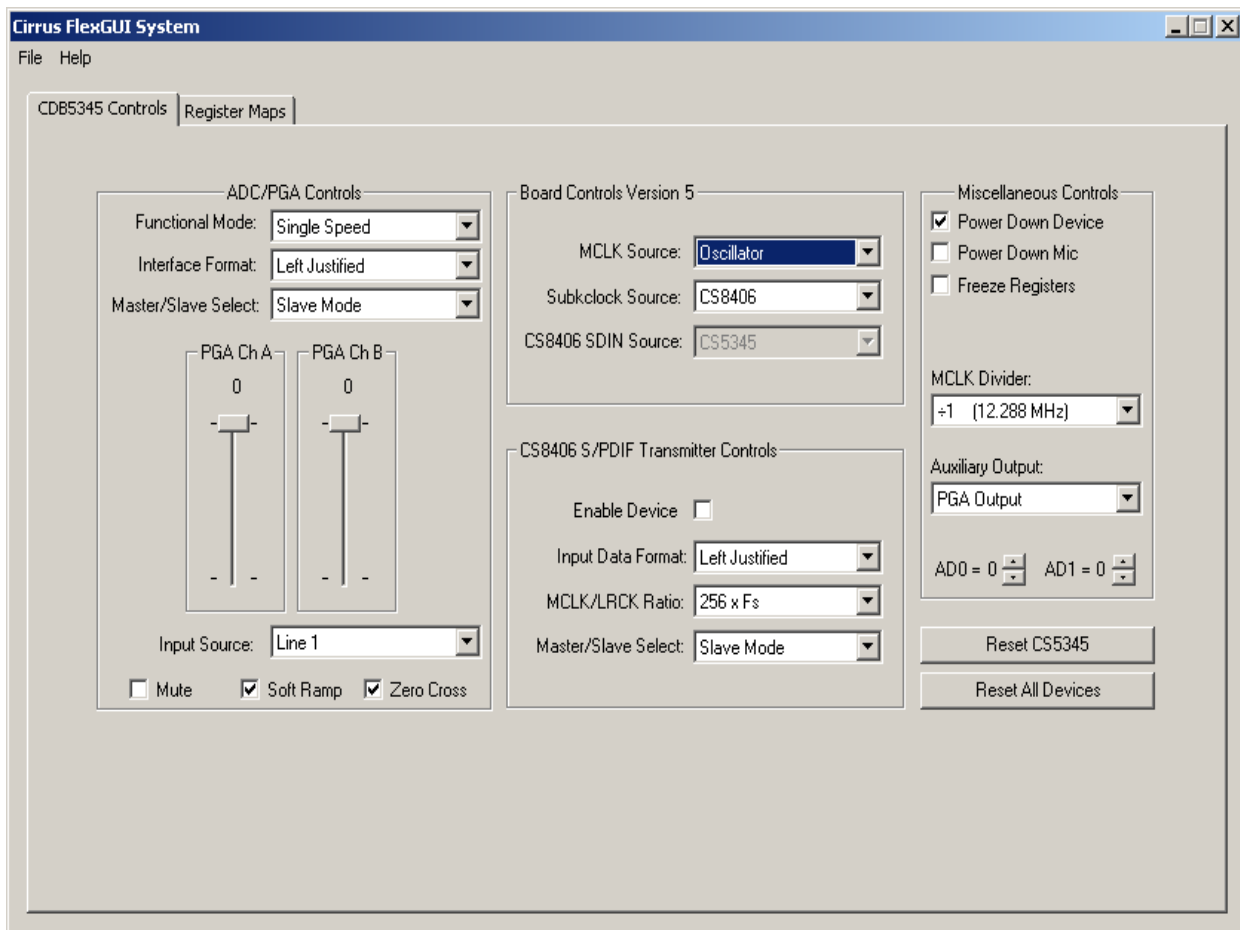 Cirrus FlexGUI System
File Help
CDB5345 Controls Register Maps
ADC/PGA Controls
Functional Mode: Single Speed
Interface Format: Left Justified
Master/Slave Select: Slave Mode
PGA Ch A PGA Ch B
0 0
Input Source: Line 1
Mute Soft Ramp Zero Cross
Board Controls Version 5
MCLK Source: Oscillator
Subkclock Source: CS8406
CS8406 SDIN Source: CS5345
CS8406 S/PDIF Transmitter Controls
Enable Device
Input Data Format: Left Justified
MCLK/LRCK Ratio: 256 x Fs
Master/Slave Select: Slave Mode
Miscellaneous Controls
Power Down Device
Power Down Mic
Freeze Registers
MCLK Divider:
÷1 (12.288 MHz)
Auxiliary Output:
PGA Output
AD0 = 0 AD1 = 0
Reset CS5345
Reset All Devices